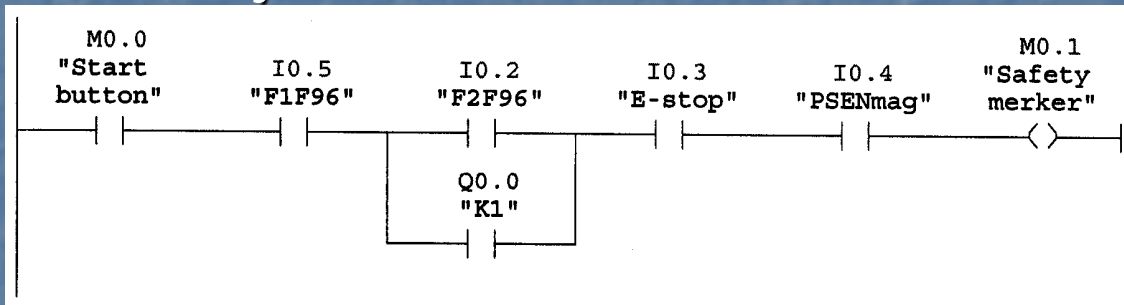 M0.0
"Start
button"
I0.5
"F1F96"
I0.2
"F2F96"
I0.3
"E-stop"
I0.4
"PSENmag"
M0.1
"Safety
merker"
Q0.0
"K1"